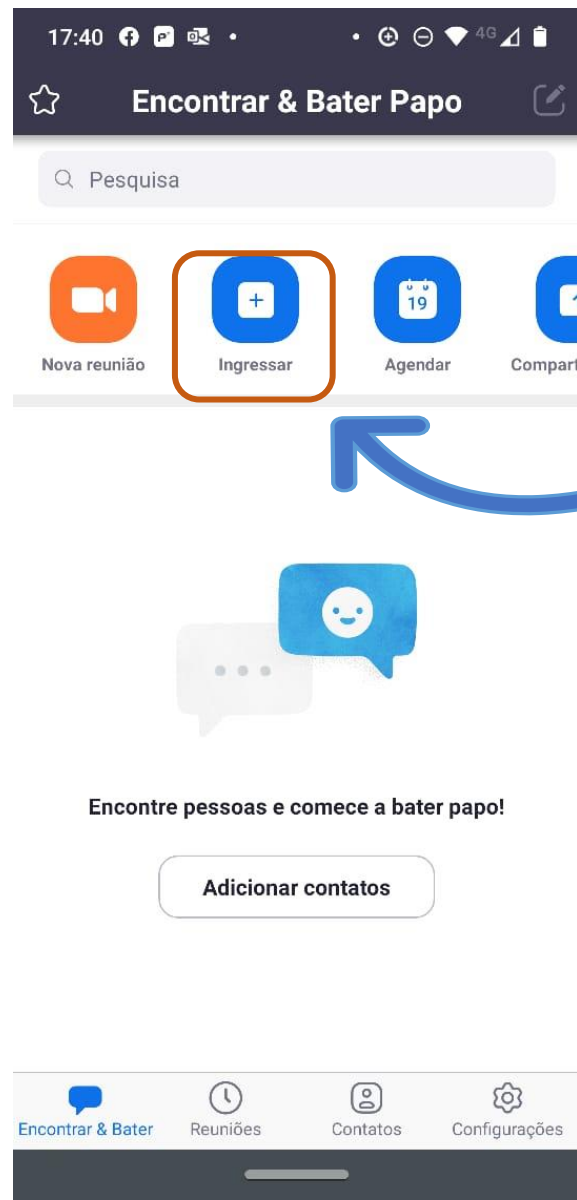 17:40
4G
Encontrar & Bater Papo
Pesquisa
19
Nova reunião
Ingressar
Agendar
Compart
Encontre pessoas e comece a bater papo!
Adicionar contatos
Encontrar & Bater
Reuniões
Contatos
Configurações